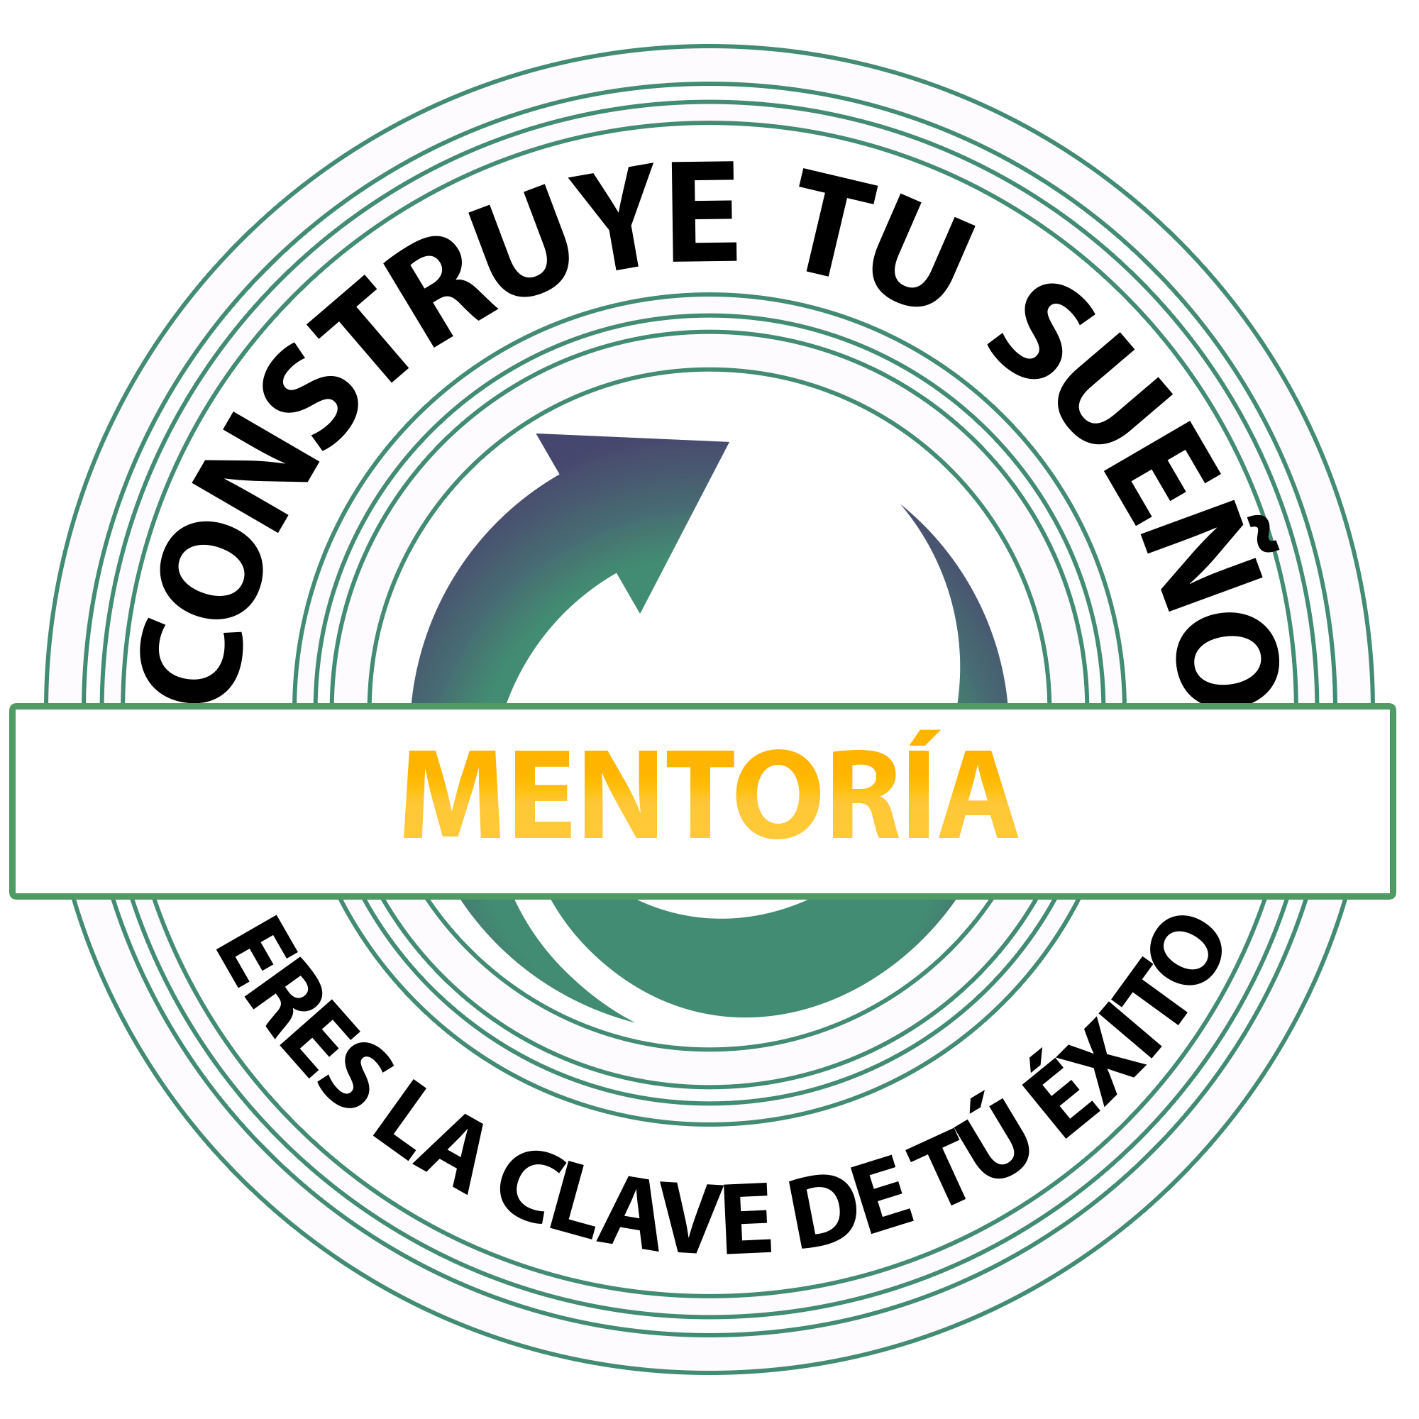 CONSTRUYE TU SUEÑO
MENTORÍA
ERES LA CLAVE DE TÚ ÉXITO